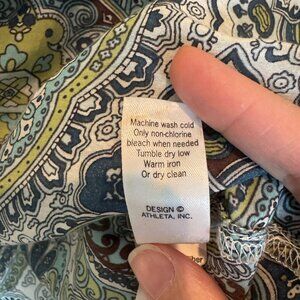 Machine wash cold
Only non-chlorine
bleach when needed
Tumble dry low
Warm iron
Or dry clean
DESIGN ©
ATHLETA, INC.